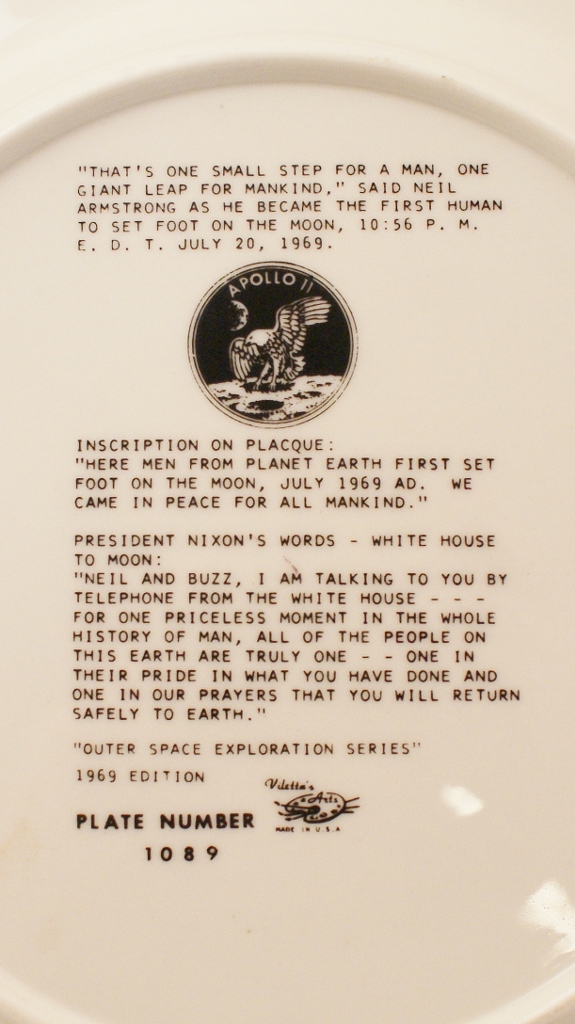 "THAT'S ONE SMALL STEP FOR A MAN, ONE
GIANT LEAP FOR MANKIND," SAID NEIL
ARMSTRONG AS HE BECAME THE FIRST HUMAN
TO SET FOOT ON THE MOON, 10:56 P. M.
E. D. T. JULY 20, 1969.
APOLLO 11
INSCRIPTION ON PLACQUE:
"HERE MEN FROM PLANET EARTH FIRST SET
FOOT ON THE MOON, JULY 1969 AD. WE
CAME IN PEACE FOR ALL MANKIND."
PRESIDENT NIXON'S WORDS - WHITE HOUSE
TO MOON:
"NEIL AND BUZZ, I AM TALKING TO YOU BY
TELEPHONE FROM THE WHITE HOUSE - - -
FOR ONE PRICELESS MOMENT IN THE WHOLE
HISTORY OF MAN, ALL OF THE PEOPLE ON
THIS EARTH ARE TRULY ONE - - ONE IN
THEIR PRIDE IN WHAT YOU HAVE DONE AND
ONE IN OUR PRAYERS THAT YOU WILL RETURN
SAFELY TO EARTH."
"OUTER SPACE EXPLORATION SERIES"
1969 EDITION
Viletta's
Arts
MADE IN U.S.A
PLATE NUMBER
1089